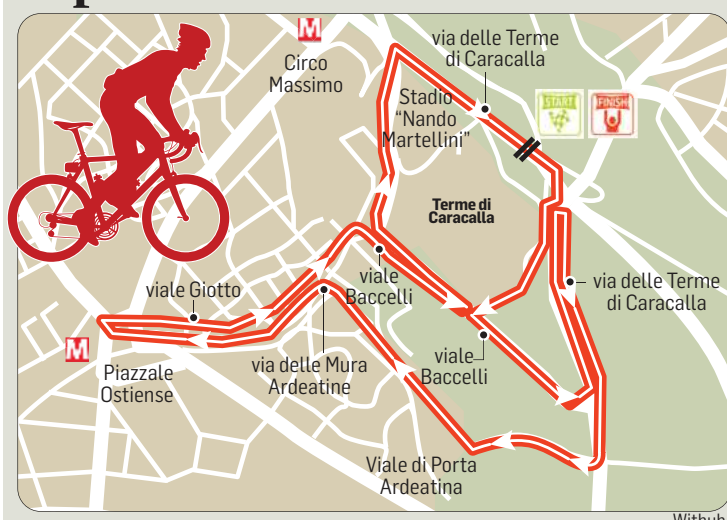 M
Circo
Massimo
via delle Terme
di Caracalla
START
FINISH
Stadio
"Nando
Martellini"
Terme di
Caracalla
viale Giotto
viale
Baccelli
via delle Terme
di Caracalla
M
Piazzale
Ostiense
via delle Mura
Ardeatine
viale
Baccelli
Viale di Porta
Ardeatina
Withub